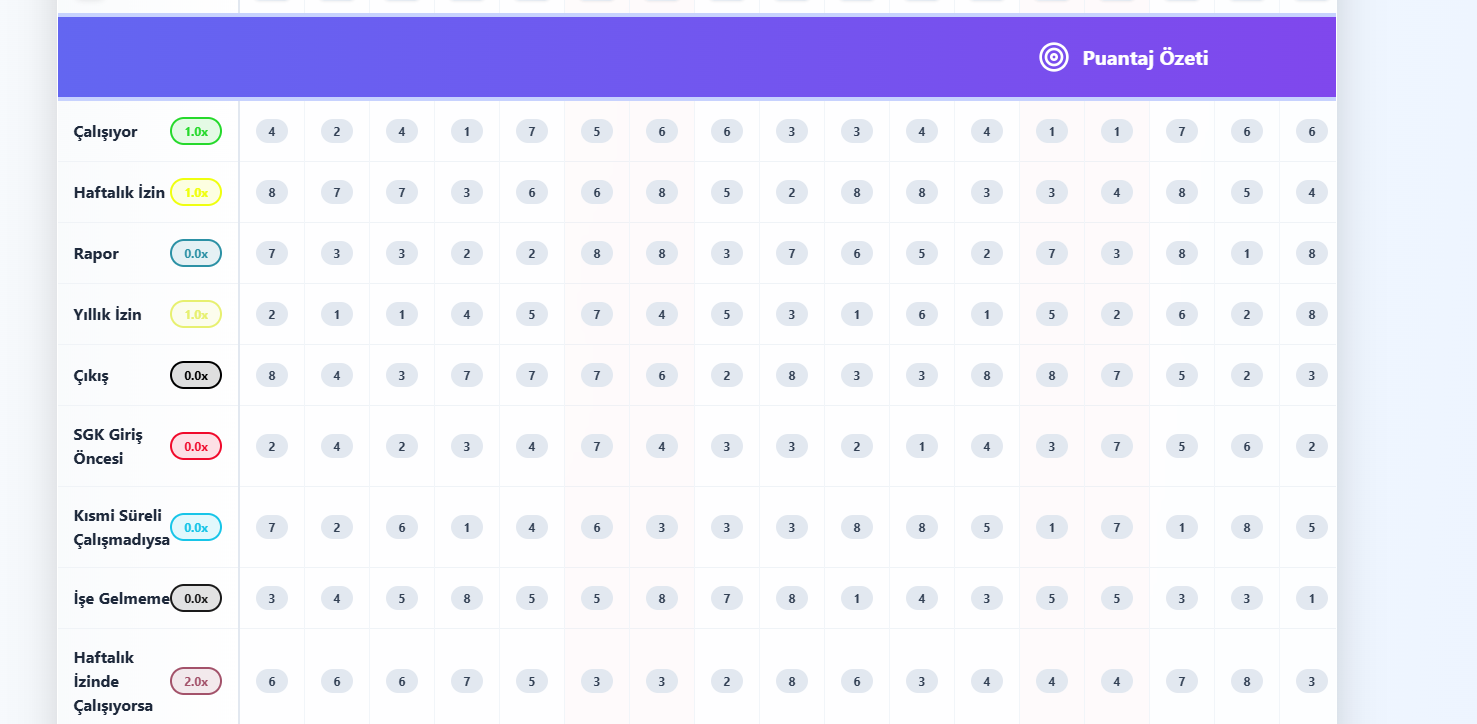 Puantaj Özeti
Çalışıyor 1.0x 4 2 4 1 7 5 6 6 3 3 4 4 1 1 7 6 6
Haftalık İzin 1.0x 8 7 7 3 6 6 8 5 2 8 8 3 3 4 8 5 4
Rapor 0.0x 7 3 3 2 2 8 8 3 7 6 5 2 7 3 8 1 8
Yıllık İzin 1.0x 2 1 1 4 5 7 4 5 3 1 6 1 5 2 6 2 8
Çıkış 0.0x 8 4 3 7 7 7 6 2 8 3 3 8 8 7 5 2 3
SGK Giriş
Öncesi 0.0x 2 4 2 3 4 7 4 3 3 2 1 4 3 7 5 6 2
Kısmi Süreli
Çalışmadıysa 0.0x 7 2 6 1 4 6 3 3 3 8 8 5 1 7 1 8 5
İşe Gelmeme 0.0x 3 4 5 8 5 5 8 7 8 1 4 3 5 5 3 3 1
Haftalık
İzinde
Çalışıyorsa 2.0x 6 6 6 7 5 3 3 2 8 6 3 4 4 4 7 8 3